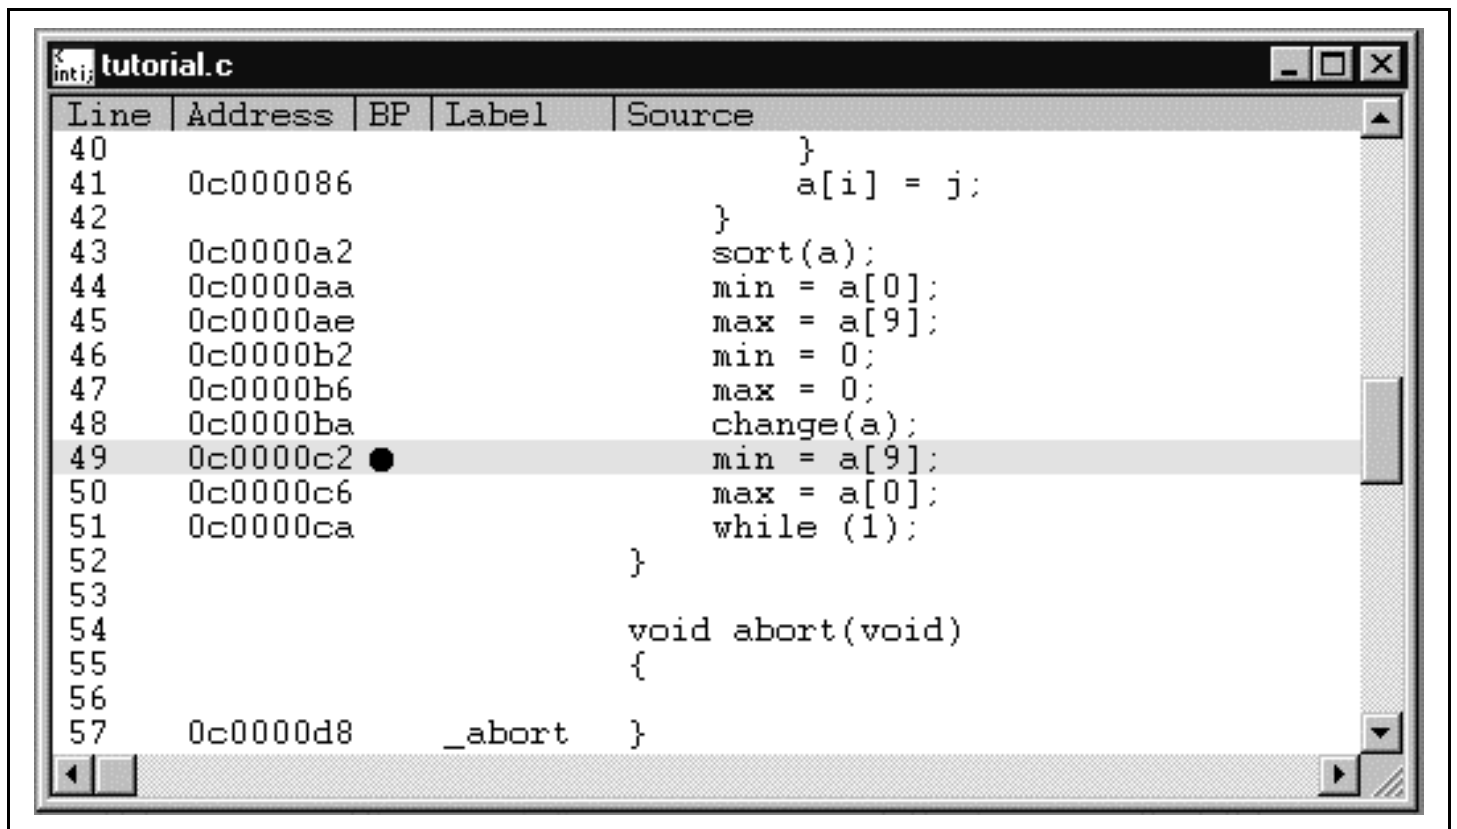 inti; tutorial.c
Line Address BP Label Source
40 }
41 0c000086 a[i] = j;
42 }
43 0c0000a2 sort(a);
44 0c0000aa min = a[0];
45 0c0000ae max = a[9];
46 0c0000b2 min = 0;
47 0c0000b6 max = 0;
48 0c0000ba change(a);
49 0c0000c2 min = a[9];
50 0c0000c6 max = a[0];
51 0c0000ca while (1);
52 }
53
54 void abort(void)
55 {
56
57 0c0000d8 _abort }